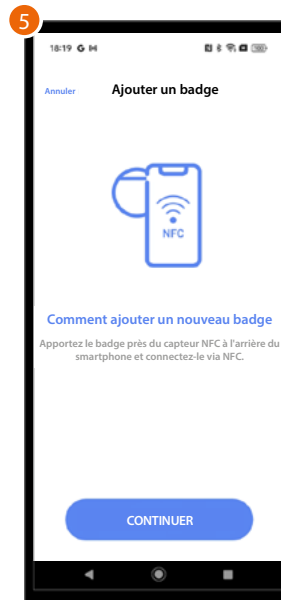 5
18:19 G
Annuler Ajouter un badge
NFC
Comment ajouter un nouveau badge
Apportez le badge près du capteur NFC à l'arrière du
smartphone et connectez-le via NFC.
CONTINUER